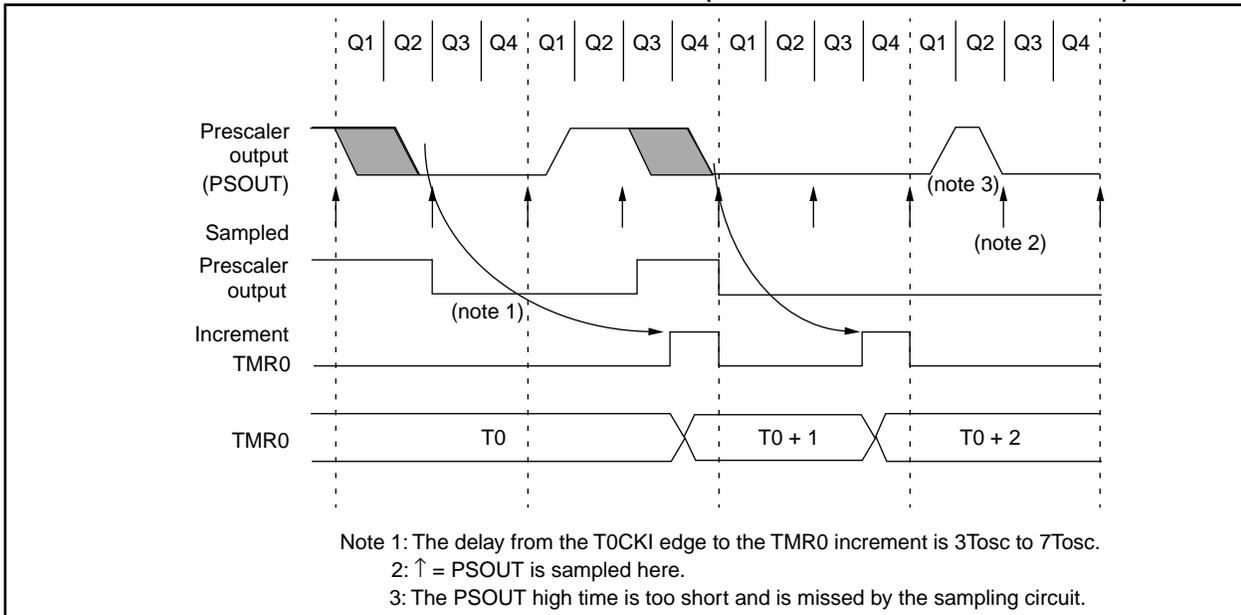 Q1 Q2 Q3 Q4 Q1 Q2 Q3 Q4 Q1 Q2 Q3 Q4 Q1 Q2 Q3 Q4
Prescaler
output
(PSOUT)
(note 3)
(note 2)
Sampled
Prescaler
output
(note 1)
Increment
TMR0
TMR0
T0
T0 + 1
T0 + 2
Note 1: The delay from the T0CKI edge to the TMR0 increment is 3Tosc to 7Tosc.
2: ↑ = PSOUT is sampled here.
3: The PSOUT high time is too short and is missed by the sampling circuit.